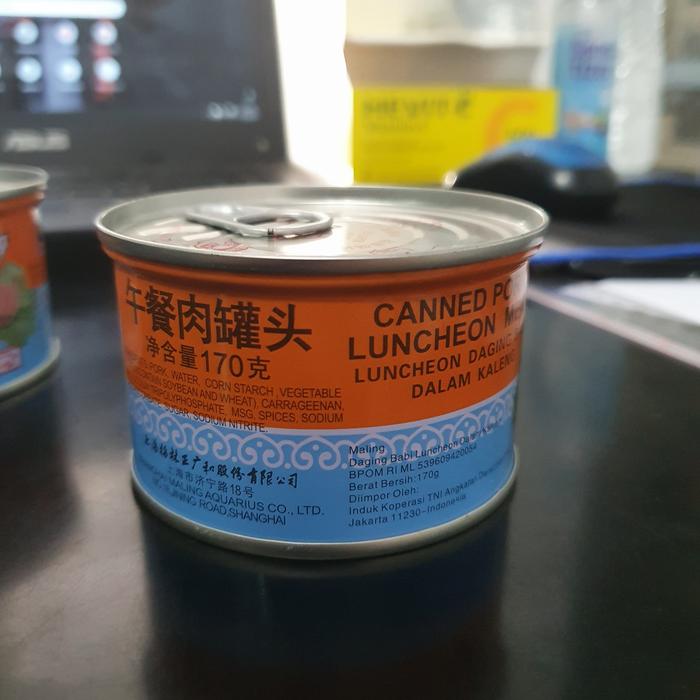 午餐肉罐头
净含量170克
PORK, WATER, CORN STARCH, VEGETABLE
SOYBEAN AND WHEAT), CARRAGEENAN,
TRIPOLYPHOSPHATE, MSG, SPICES, SODIUM
SUGAR, SODIUM NITRITE.
上海梅林正广和股份有限公司
上海市济宁路18号
MALING AQUARIUS CO., LTD.
JINING ROAD, SHANGHAI
CANNED
LUNCHEON
LUNCHEON DAGING
DALAM KALENG
Maling
Daging Babi Luncheon
BPOM RI ML 539609420054
Berat Bersih:170g
Diimpor Oleh:
Induk Koperasi TNI Angkatan
Jakarta 11230-Indonesia
ASUS